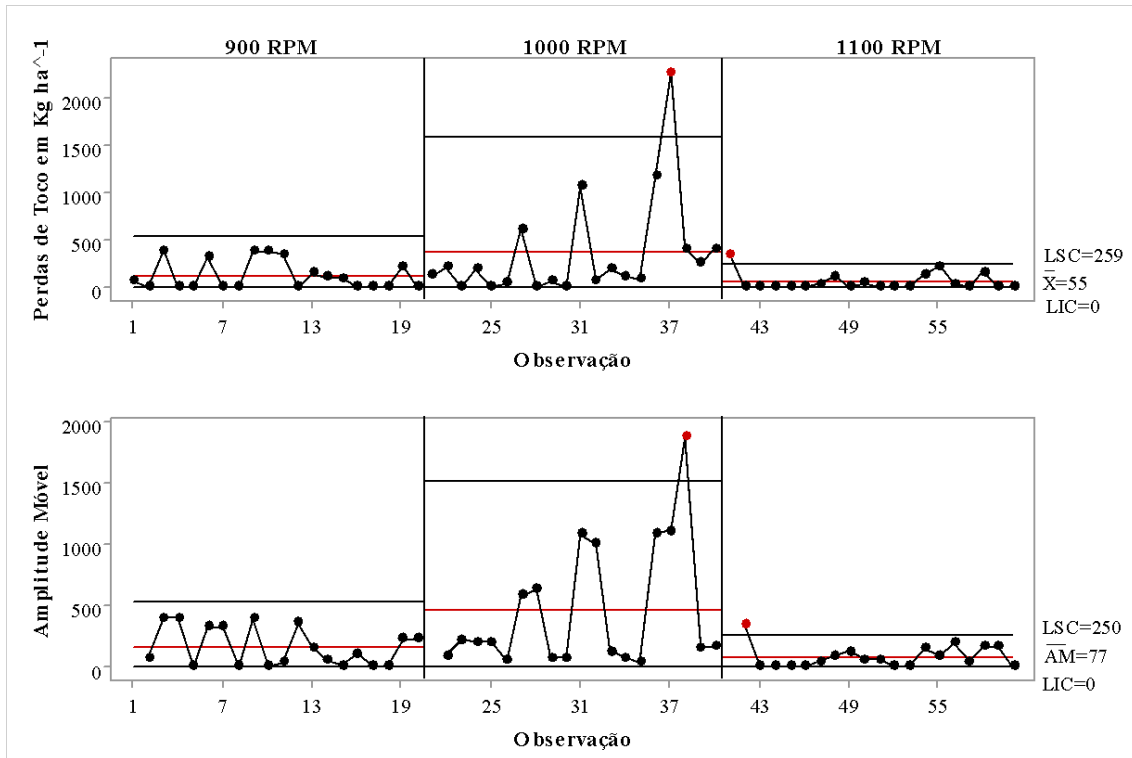 900 RPM 1000 RPM 1100 RPM
Perdas de Toco em Kg ha^-1
2000
1500
1000
500
0
LSC=259
X=55
LIC=0
1 7 13 19 25 31 37 43 49 55
Observação
Amplitude Móvel
2000
1500
1000
500
0
LSC=250
AM=77
LIC=0
1 7 13 19 25 31 37 43 49 55
Observação